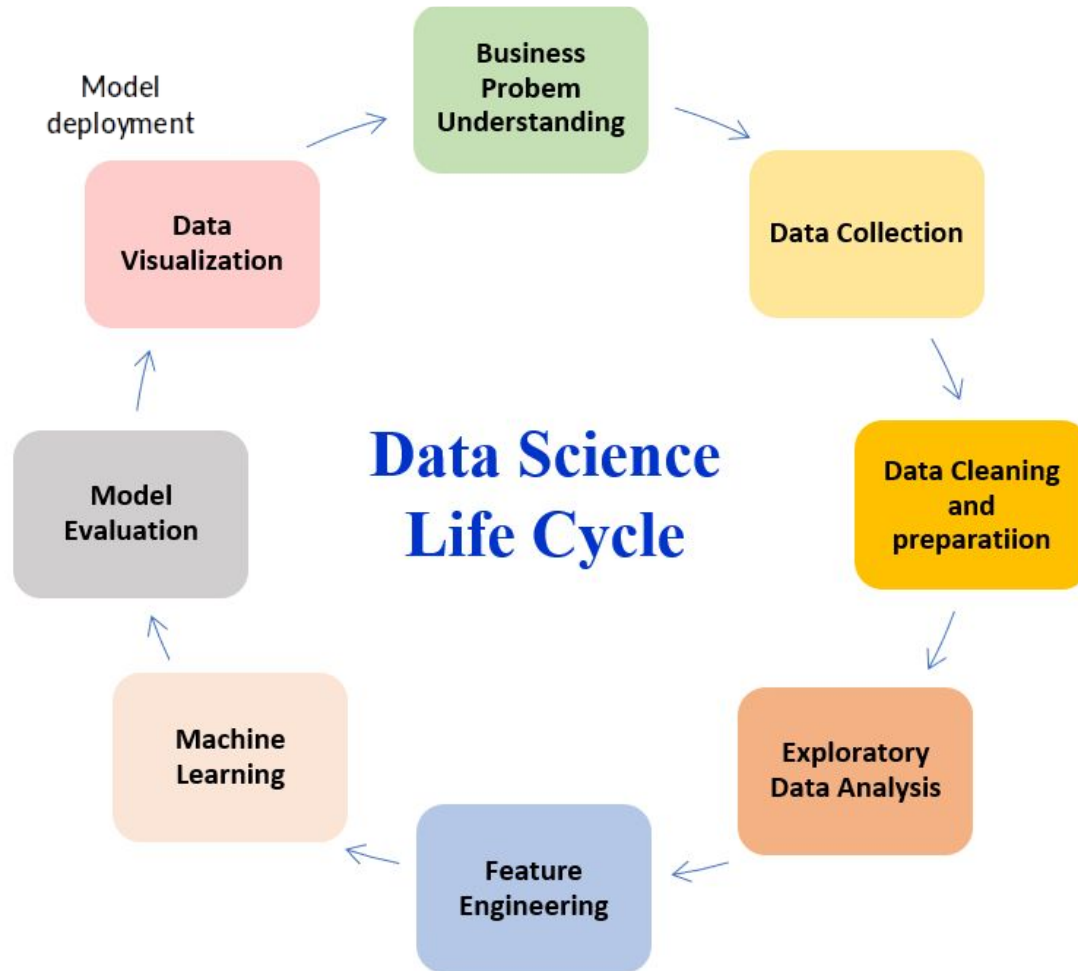 Business
Probem
Understanding
Model
deployment
Data
Visualization
Data Collection
Data Science
Life Cycle
Model
Evaluation
Data Cleaning
and
preparatiion
Machine
Learning
Exploratory
Data Analysis
Feature
Engineering